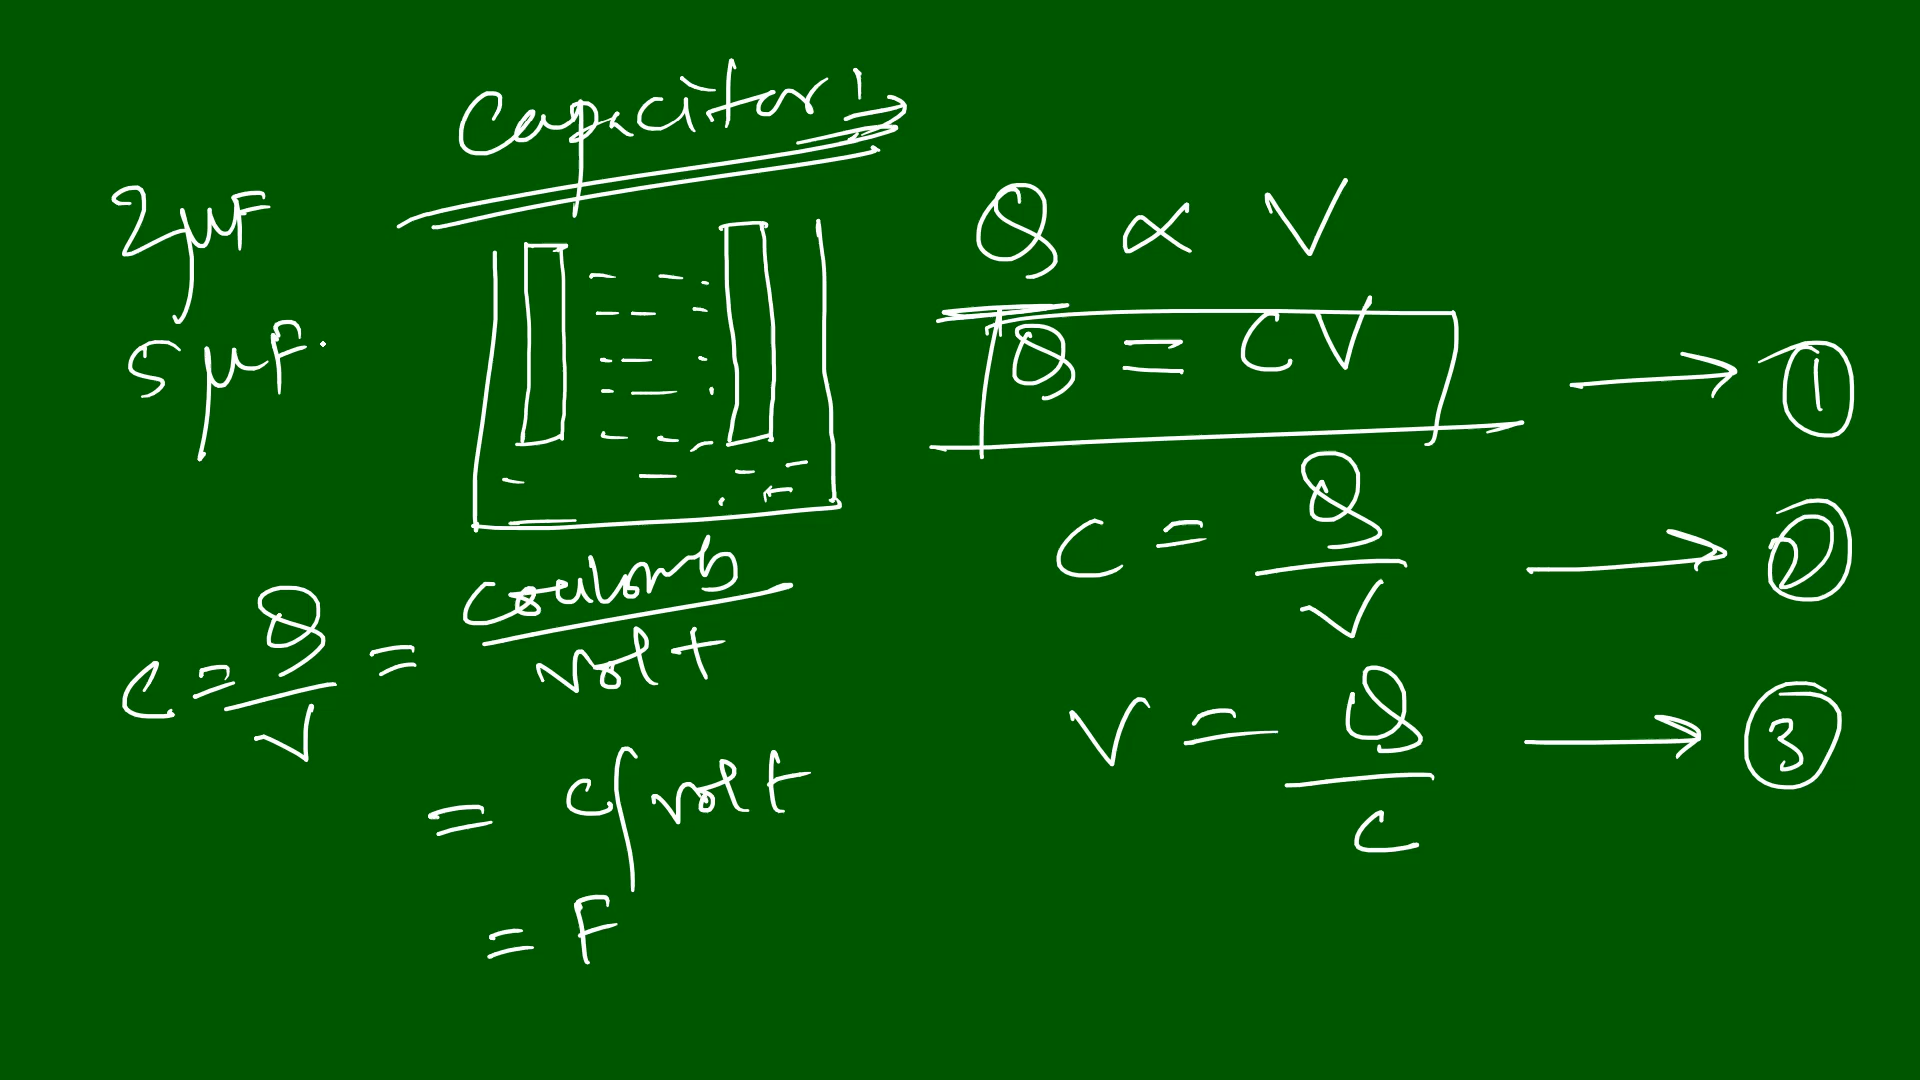 Capacitor:
2μF
5μF.
Q ∝ V
Q = CV → ①
C = Q/V → ②
V = Q/C → ③
C = Q/V = Coulomb/volt
= C/volt
= F